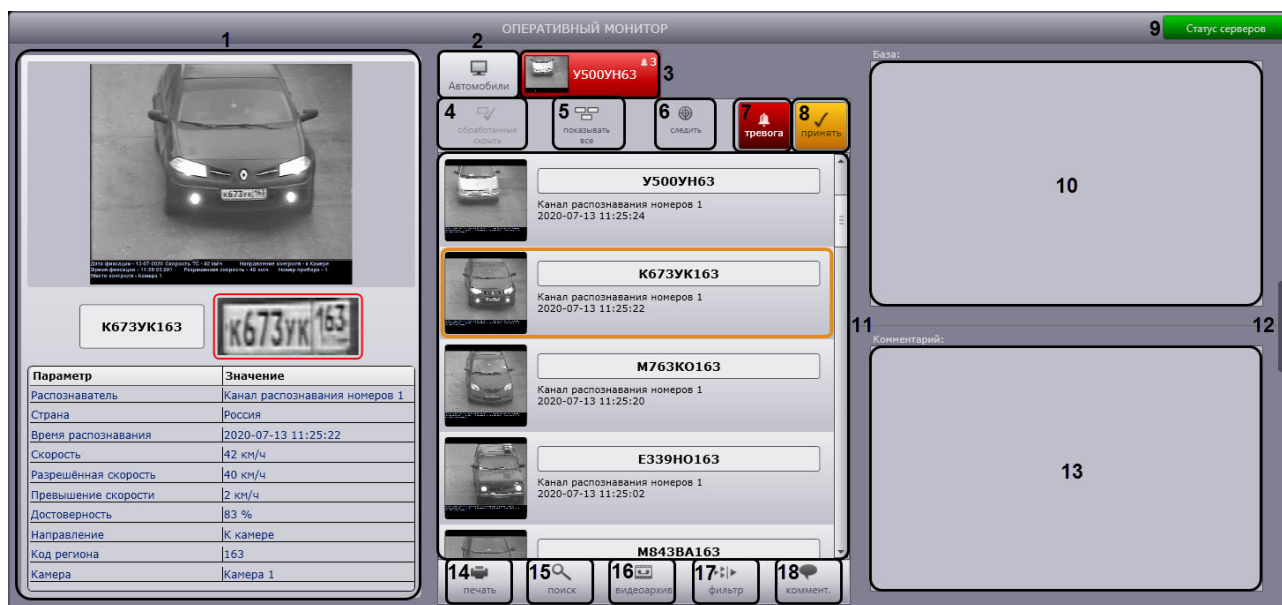 ОПЕРАТИВНЫЙ МОНИТОР
9 Статус серверов
1
К673УК163
к673ук 163
Параметр Значение
Распознаватель Канал распознавания номеров 1
Страна Россия
Время распознавания 2020-07-13 11:25:22
Скорость 42 км/ч
Разрешённая скорость 40 км/ч
Превышение скорости 2 км/ч
Достоверность 83 %
Направление К камере
Код региона 163
Камера Камера 1
2
Автомобили
У500УН63 3
3
4 обработанные
скрыть
5 показывать
все
6 следить
7 тревога
8 принять
У500УН63
Канал распознавания номеров 1
2020-07-13 11:25:24
К673УК163
Канал распознавания номеров 1
2020-07-13 11:25:22
М763КО163
Канал распознавания номеров 1
2020-07-13 11:25:20
Е339НО163
Канал распознавания номеров 1
2020-07-13 11:25:02
М843ВА163
14 печать
15 поиск
16 видеоархив
17 фильтр
18 коммент.
База:
10
11
12
Комментарий:
13